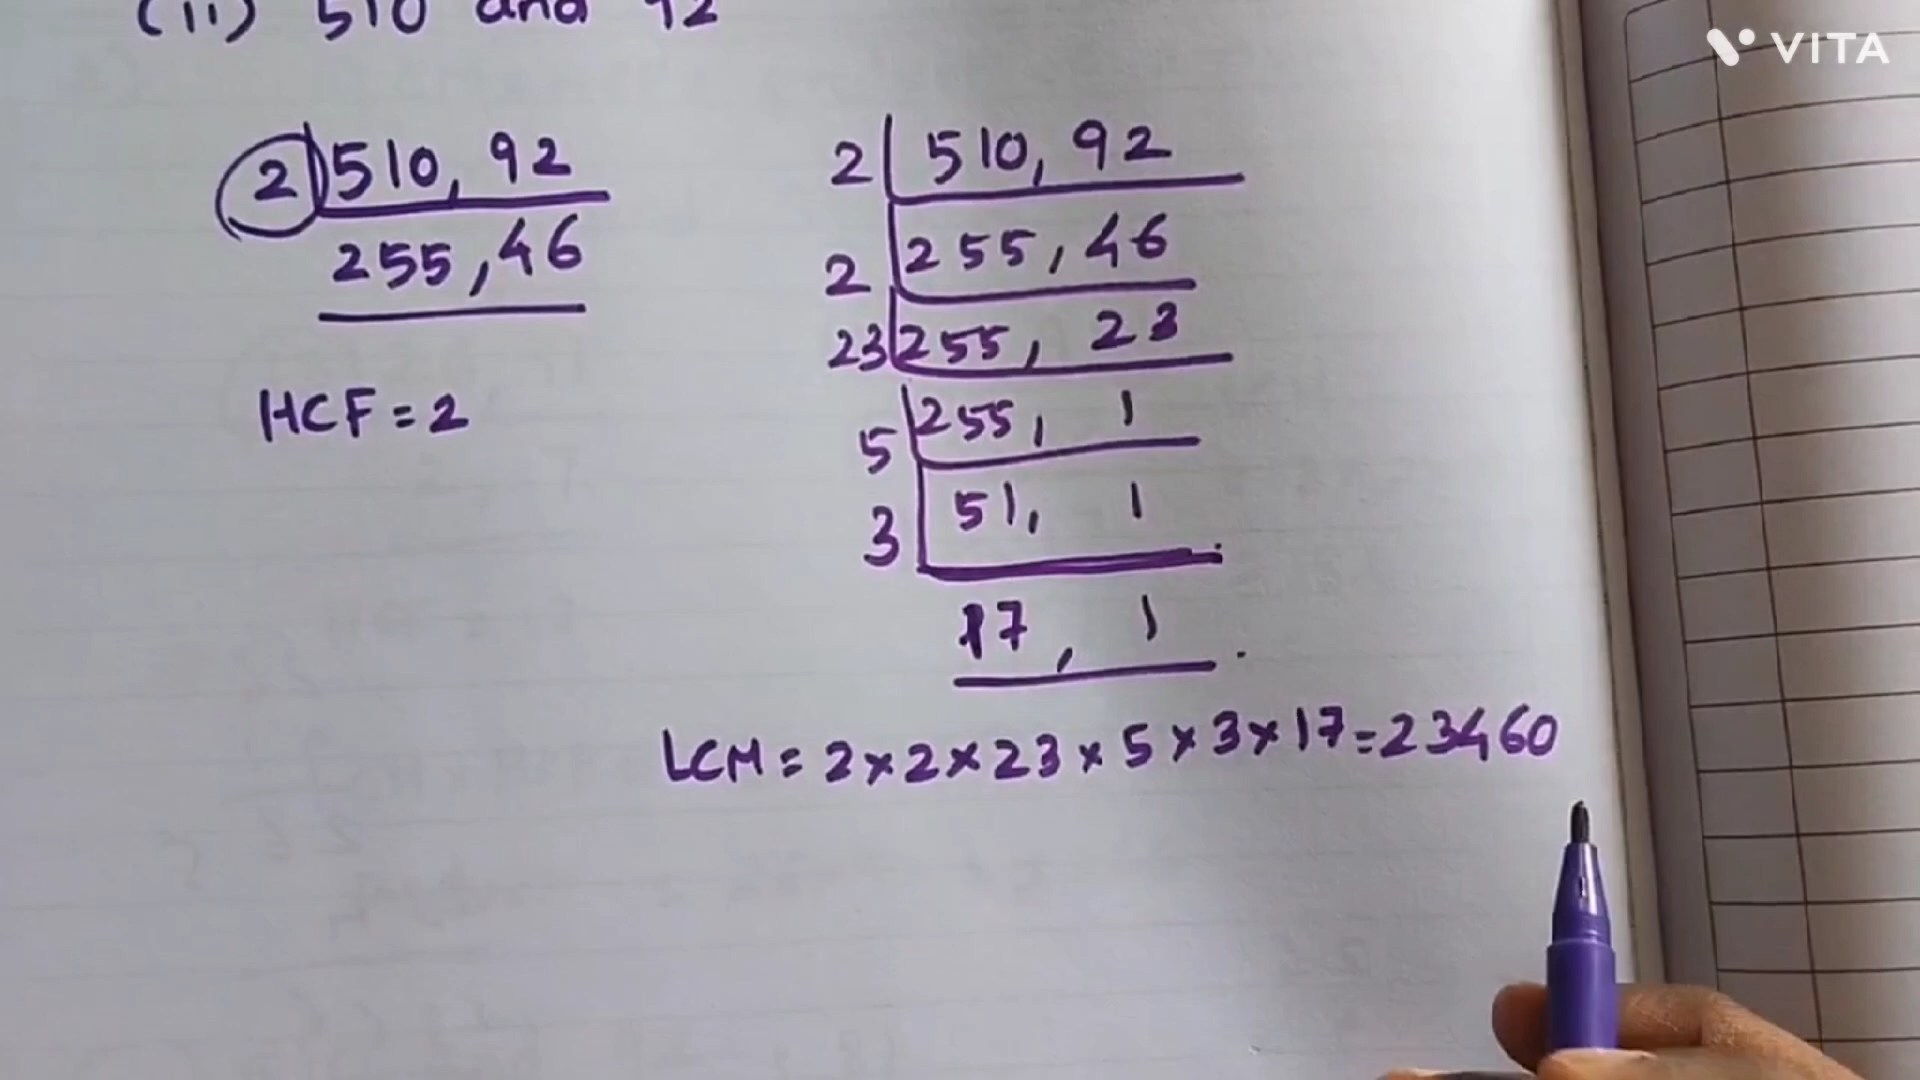 (ii) 510 and 92
VITA
2 510, 92
255, 46
HCF = 2
2 510, 92
2 255, 46
23 255, 23
5 255, 1
3 51, 1
17, 1
LCM = 2 × 2 × 23 × 5 × 3 × 17 = 23460